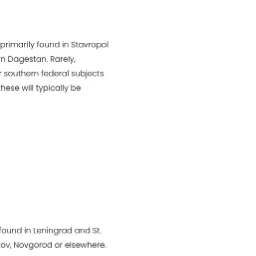 primarily found in Stavropol
n Dagestan. Rarely,
southern federal subjects
hese will typically be
found in Leningrad and St.
ov, Novgorod or elsewhere.